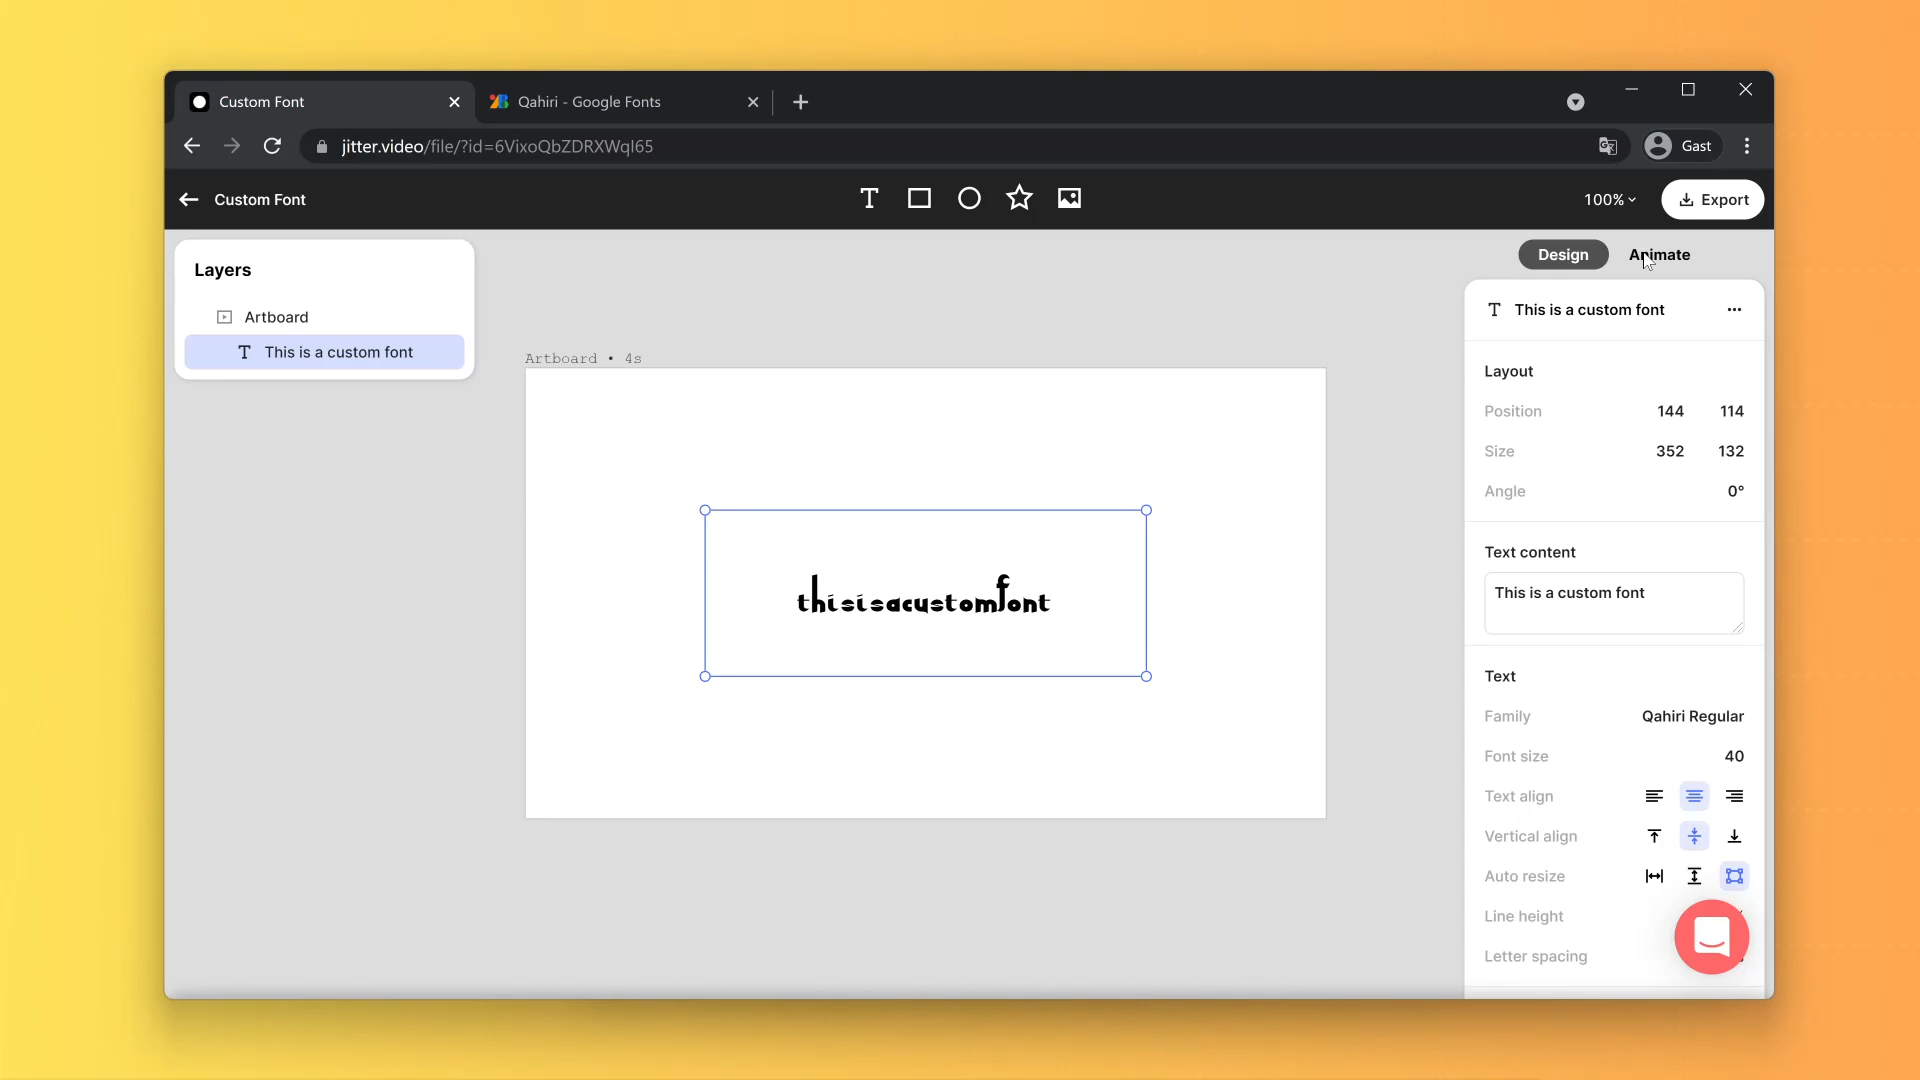 Custom Font
Qahiri - Google Fonts
jitter.video/file/?id=6VixoQbZDRXWqI65
Gast
Custom Font
T
100%
Export
Layers
Artboard
T This is a custom font
Design
Animate
T This is a custom font
Layout
Position 144 114
Size 352 132
Angle 0°
Artboard • 4s
thisisacustomfont
Text content
This is a custom font
Text
Family Qahiri Regular
Font size 40
Text align
Vertical align
Auto resize
Line height
Letter spacing